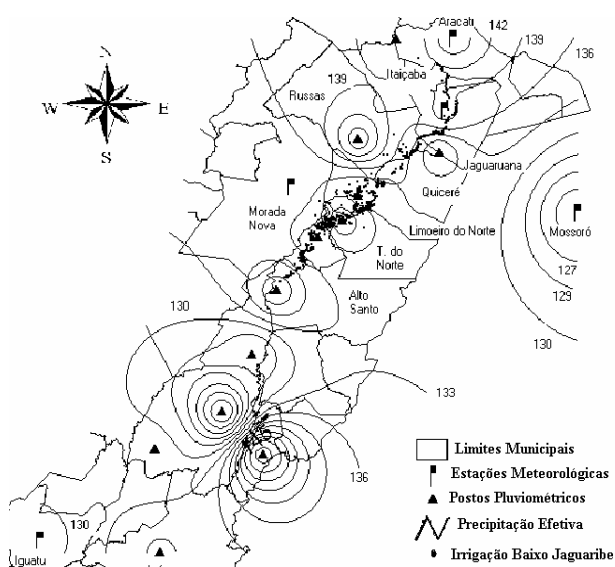 Aracati
142
139
136
Itaiçaba
139
Russas
N
W E
S
Jaguaruana
Quiceré
Morada
Nova
Limoeiro do Norte
Mossoró
T. do
Norte
127
129
130
Alto
Santo
130
133
136
130
Iguatu
Limites Municipais
Estações Meteorológicas
Postos Pluviométricos
Precipitação Efetiva
Irrigação Baixo Jaguaribe